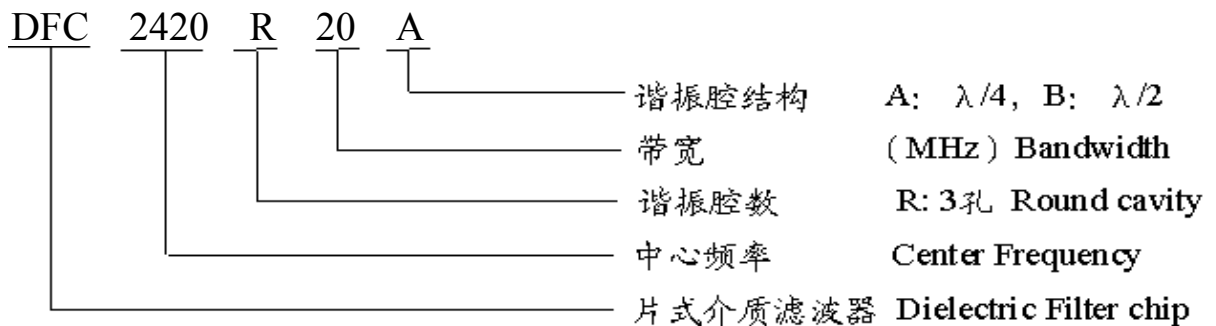 DFC 2420 R 20 A
谐振腔结构 A: λ/4, B: λ/2
带宽 (MHz) Bandwidth
谐振腔数 R: 3孔 Round cavity
中心频率 Center Frequency
片式介质滤波器 Dielectric Filter chip